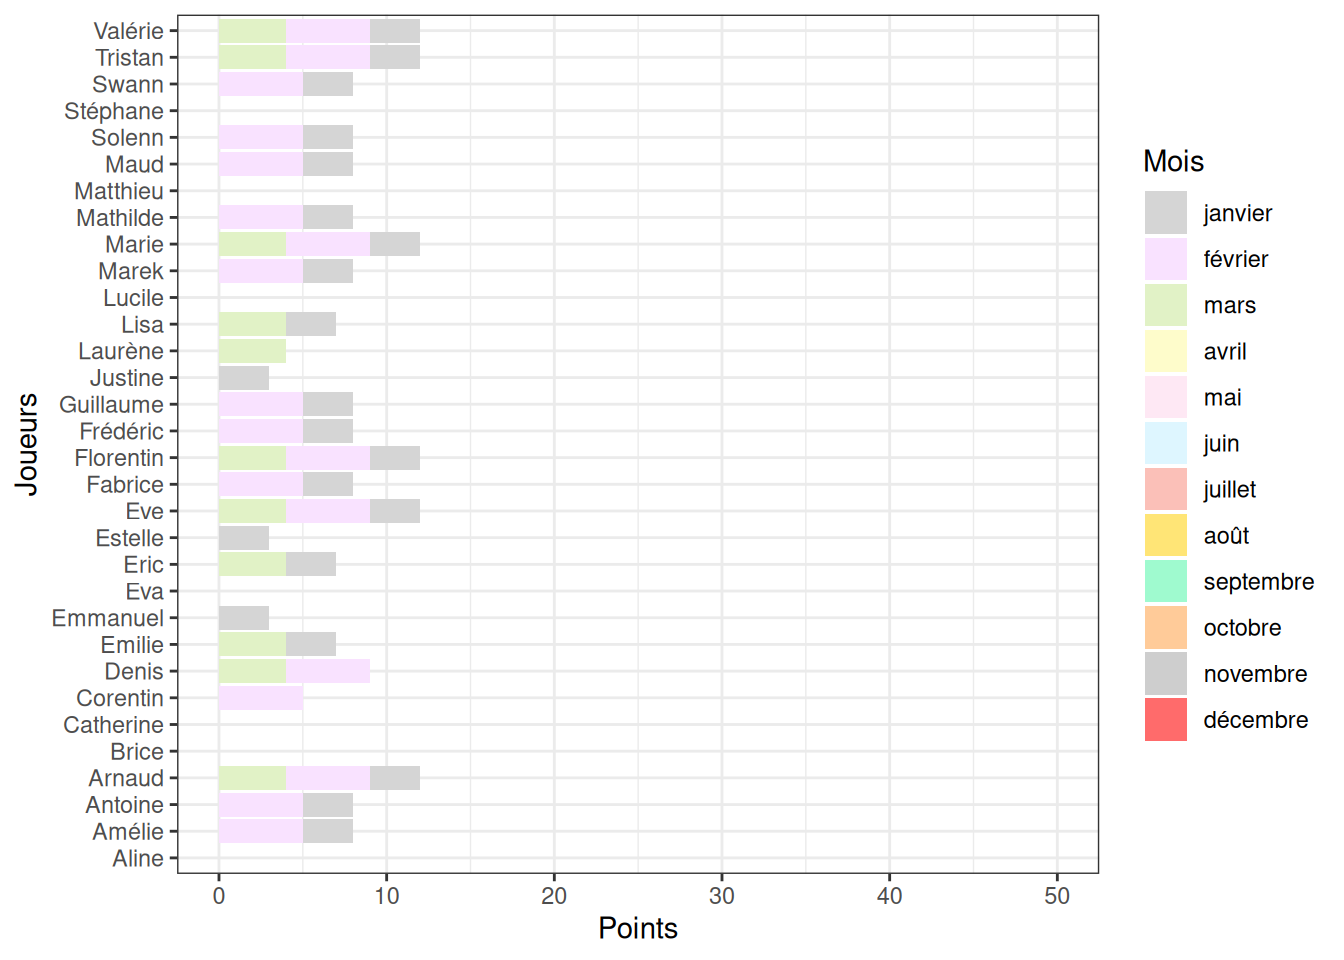 Joueurs
Valérie
Tristan
Swann
Stéphane
Solenn
Maud
Matthieu
Mathilde
Marie
Marek
Lucile
Lisa
Laurène
Justine
Guillaume
Frédéric
Florentin
Fabrice
Eve
Estelle
Eric
Eva
Emmanuel
Emilie
Denis
Corentin
Catherine
Brice
Arnaud
Antoine
Amélie
Aline
0 10 20 30 40 50
Points
Mois
janvier
février
mars
avril
mai
juin
juillet
août
septembre
octobre
novembre
décembre